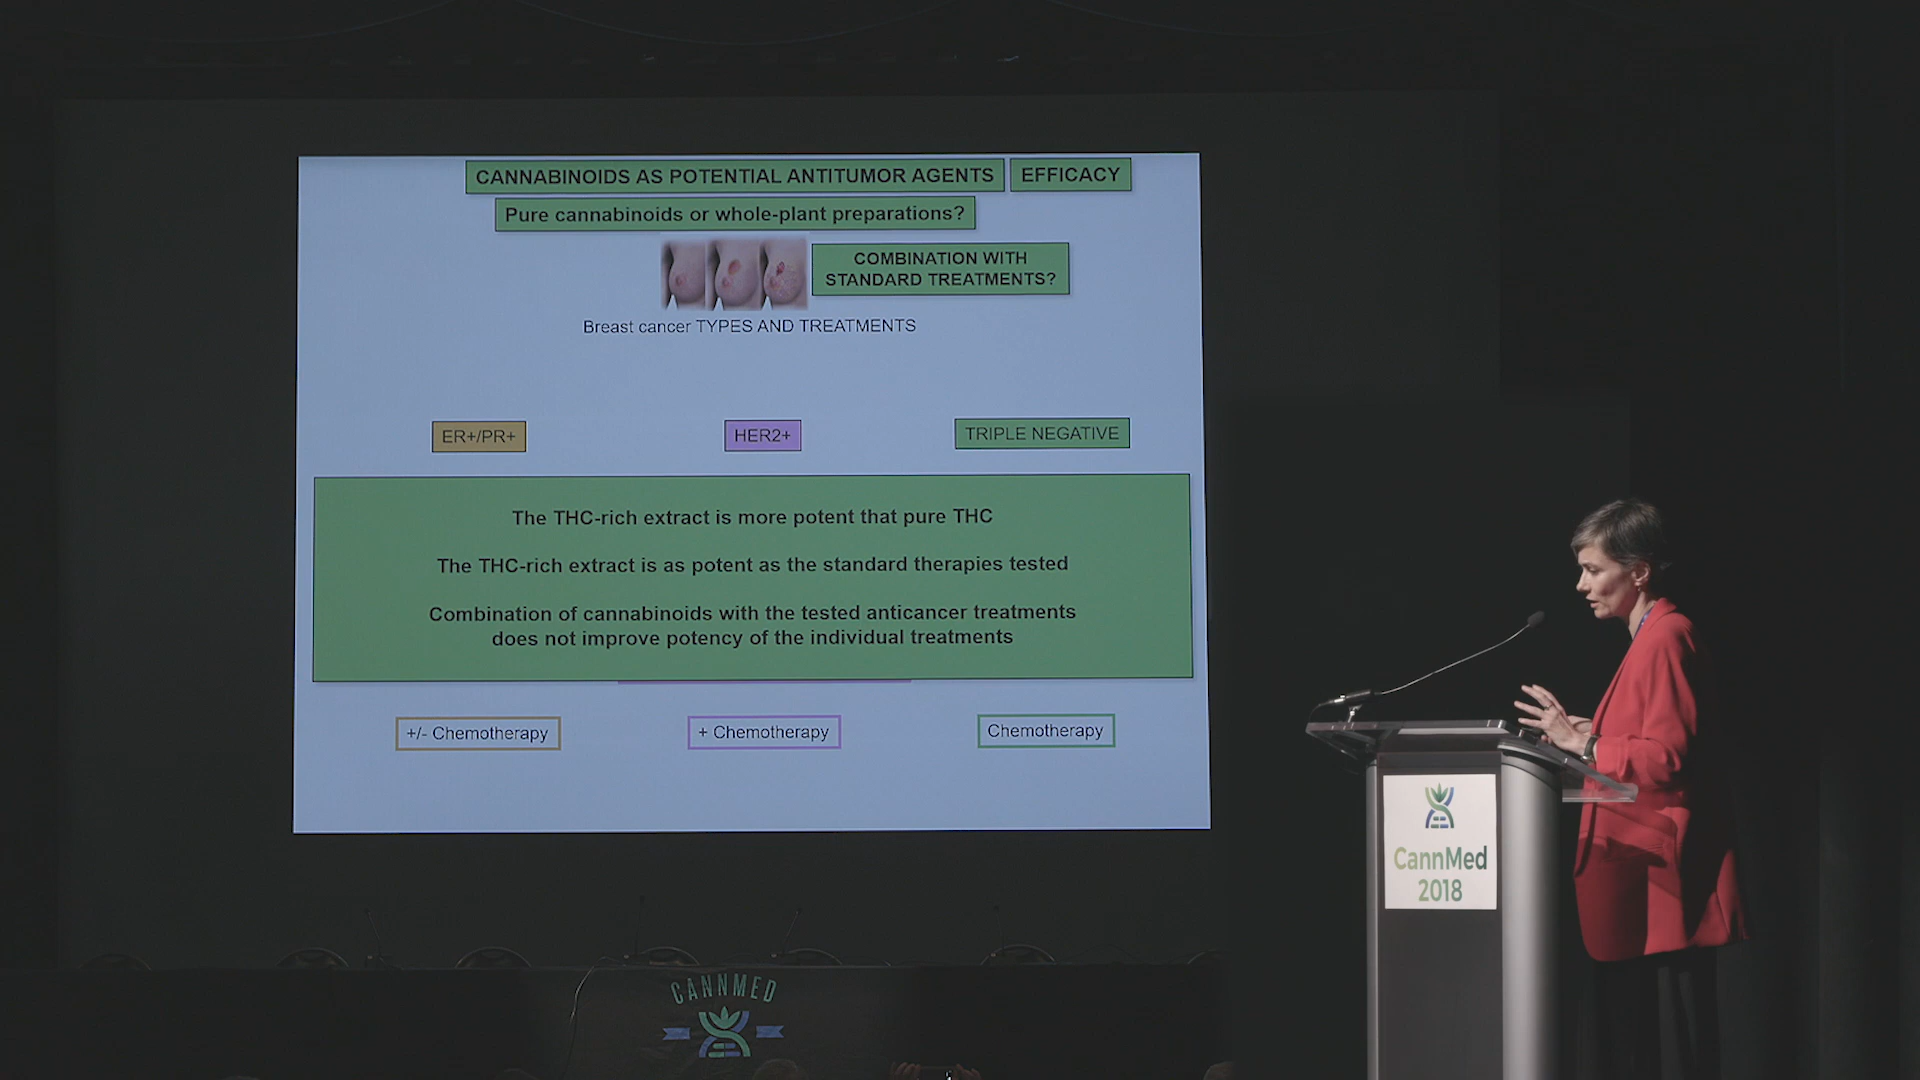 CANNABINOIDS AS POTENTIAL ANTITUMOR AGENTS
EFFICACY
Pure cannabinoids or whole-plant preparations?
COMBINATION WITH
STANDARD TREATMENTS?
Breast cancer TYPES AND TREATMENTS
ER+/PR+
HER2+
TRIPLE NEGATIVE
The THC-rich extract is more potent that pure THC
The THC-rich extract is as potent as the standard therapies tested
Combination of cannabinoids with the tested anticancer treatments
does not improve potency of the individual treatments
+/- Chemotherapy
+ Chemotherapy
Chemotherapy
CannMed
2018
CANNMED